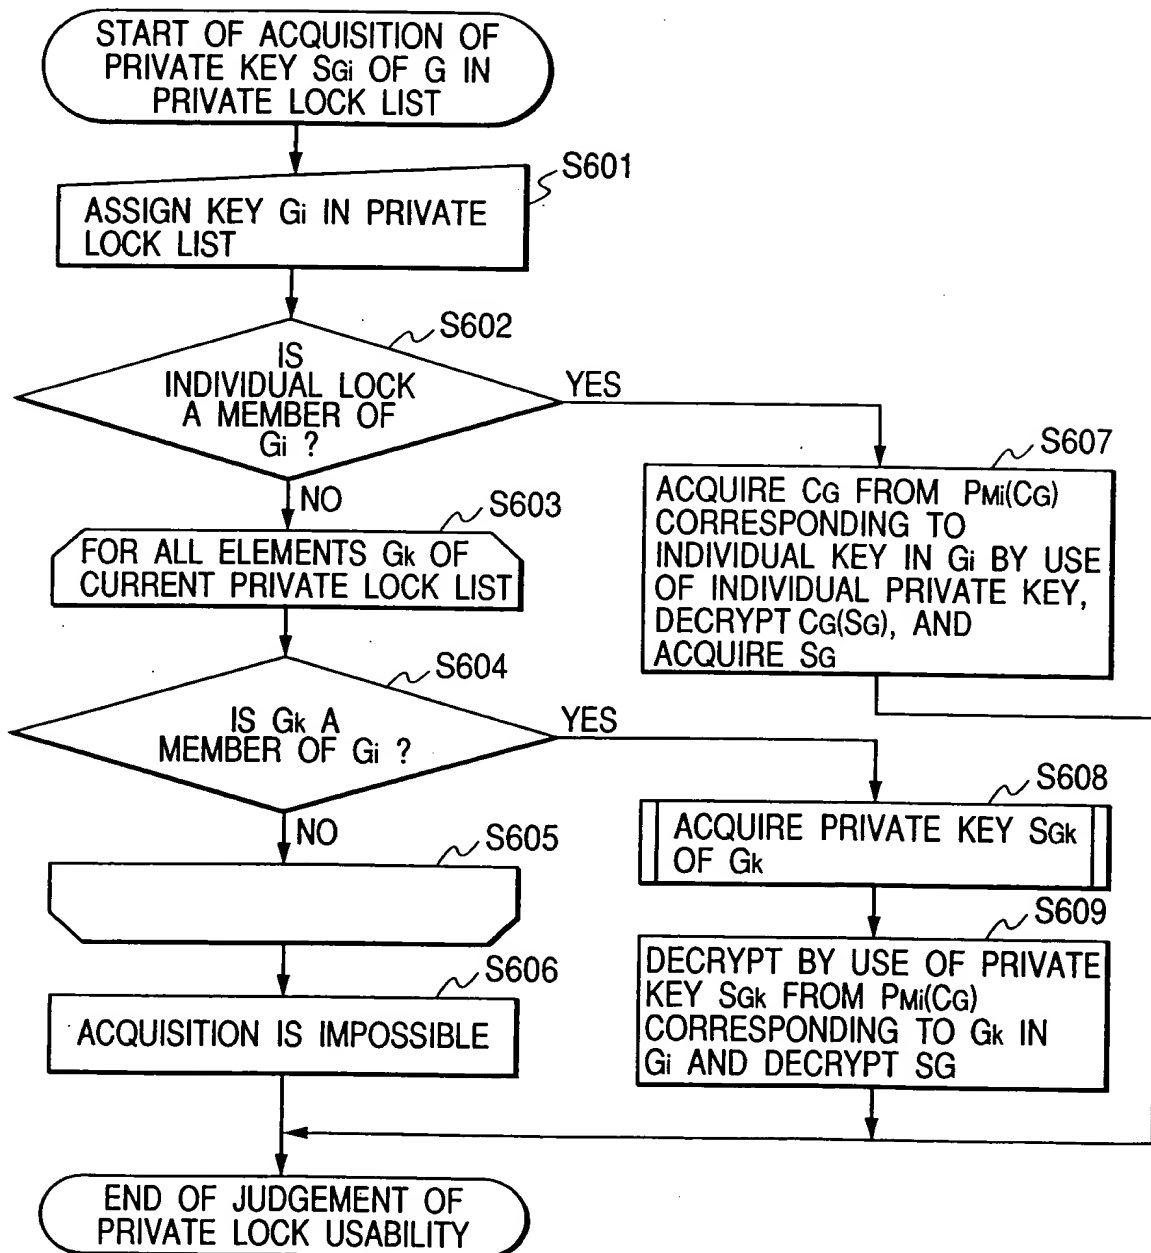 START OF ACQUISITION OF
PRIVATE KEY SGi OF G IN
PRIVATE LOCK LIST
S601
ASSIGN KEY Gi IN PRIVATE
LOCK LIST
S602
IS
INDIVIDUAL LOCK
A MEMBER OF
Gi ?
YES
NO
S607
ACQUIRE CG FROM PMi(CG)
CORRESPONDING TO
INDIVIDUAL KEY IN Gi BY USE
OF INDIVIDUAL PRIVATE KEY,
DECRYPT CG(SG), AND
ACQUIRE SG
S603
FOR ALL ELEMENTS Gk OF
CURRENT PRIVATE LOCK LIST
S604
IS Gk A
MEMBER OF Gi ?
YES
NO
S608
ACQUIRE PRIVATE KEY SGk
OF Gk
S605
S609
DECRYPT BY USE OF PRIVATE
KEY SGk FROM PMi(CG)
CORRESPONDING TO Gk IN
Gi AND DECRYPT SG
S606
ACQUISITION IS IMPOSSIBLE
END OF JUDGEMENT OF
PRIVATE LOCK USABILITY